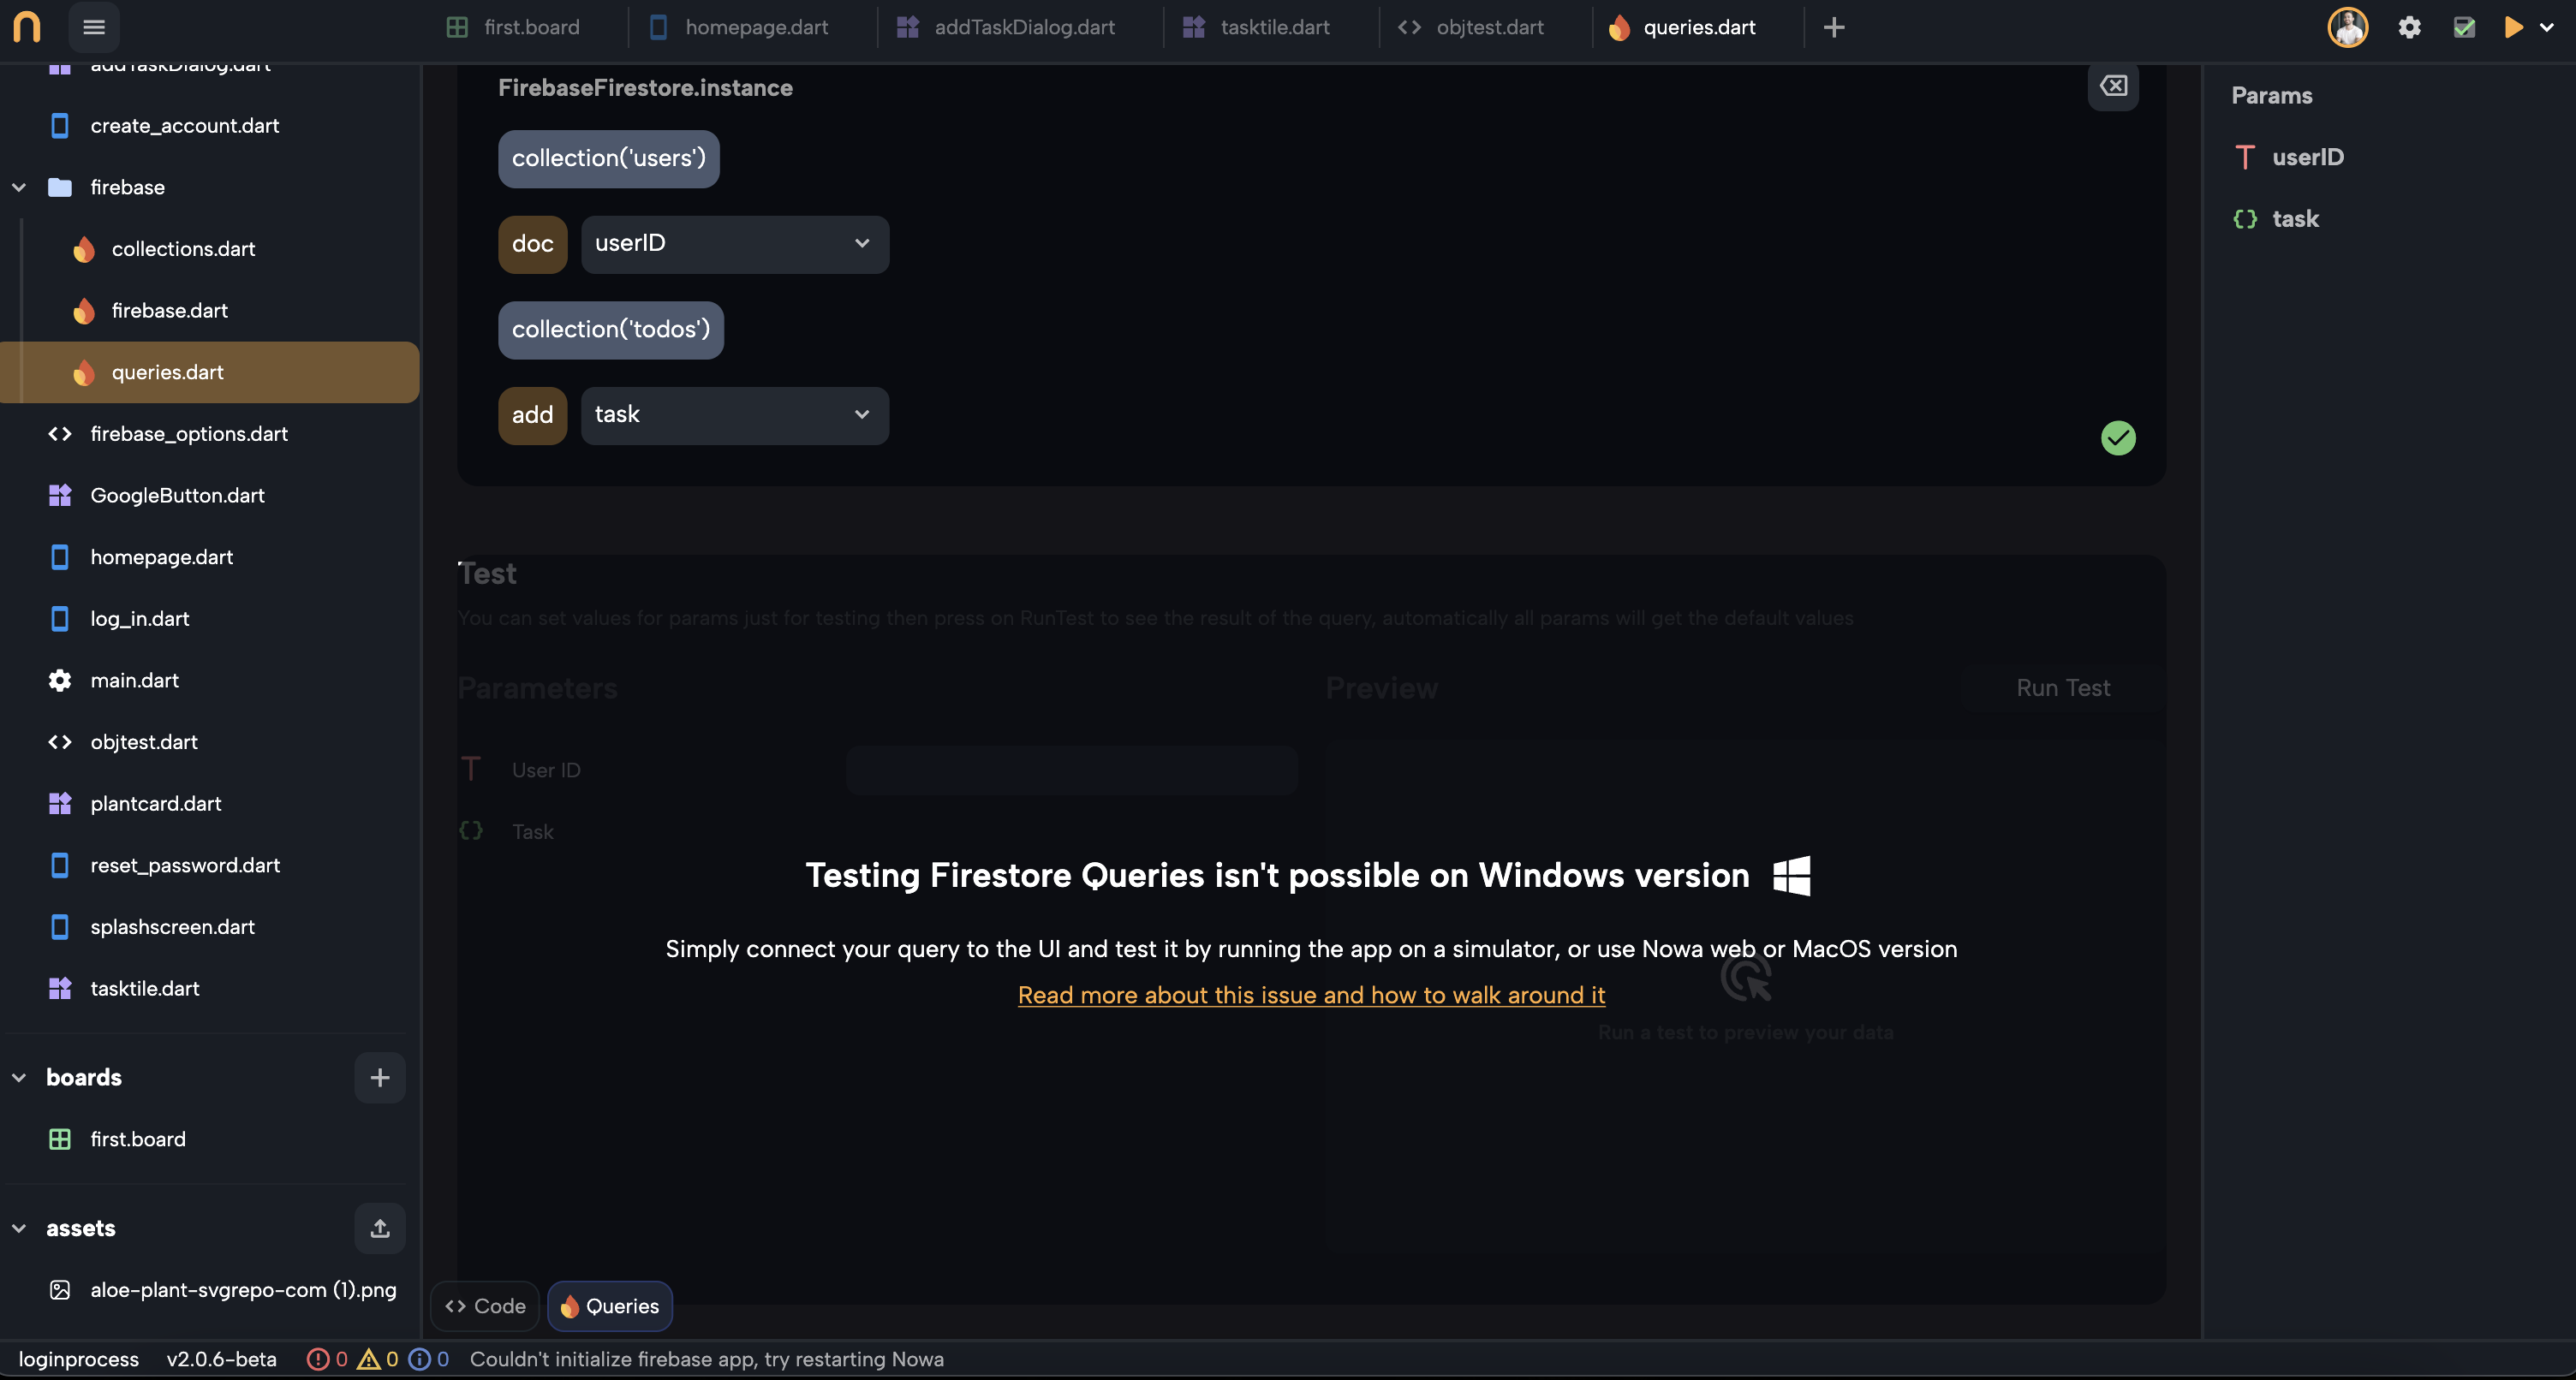 first.board
homepage.dart
addTaskDialog.dart
tasktile.dart
objtest.dart
queries.dart
addTaskDialog.dart
create_account.dart
firebase
collections.dart
firebase.dart
queries.dart
firebase_options.dart
GoogleButton.dart
homepage.dart
log_in.dart
main.dart
objtest.dart
plantcard.dart
reset_password.dart
splashscreen.dart
tasktile.dart
boards
first.board
assets
aloe-plant-svgrepo-com (1).png
FirebaseFirestore.instance
collection('users')
doc userID
collection('todos')
add task
Test
You can set values for params just for testing then press on RunTest to see the result of the query, automatically all params will get the default values
Parameters
Preview
Run Test
User ID
Task
Testing Firestore Queries isn't possible on Windows version
Simply connect your query to the UI and test it by running the app on a simulator, or use Nowa web or MacOS version
Read more about this issue and how to walk around it
Run a test to preview your data
Code
Queries
Params
userID
task
loginprocess v2.0.6-beta 0 0 0 Couldn't initialize firebase app, try restarting Nowa